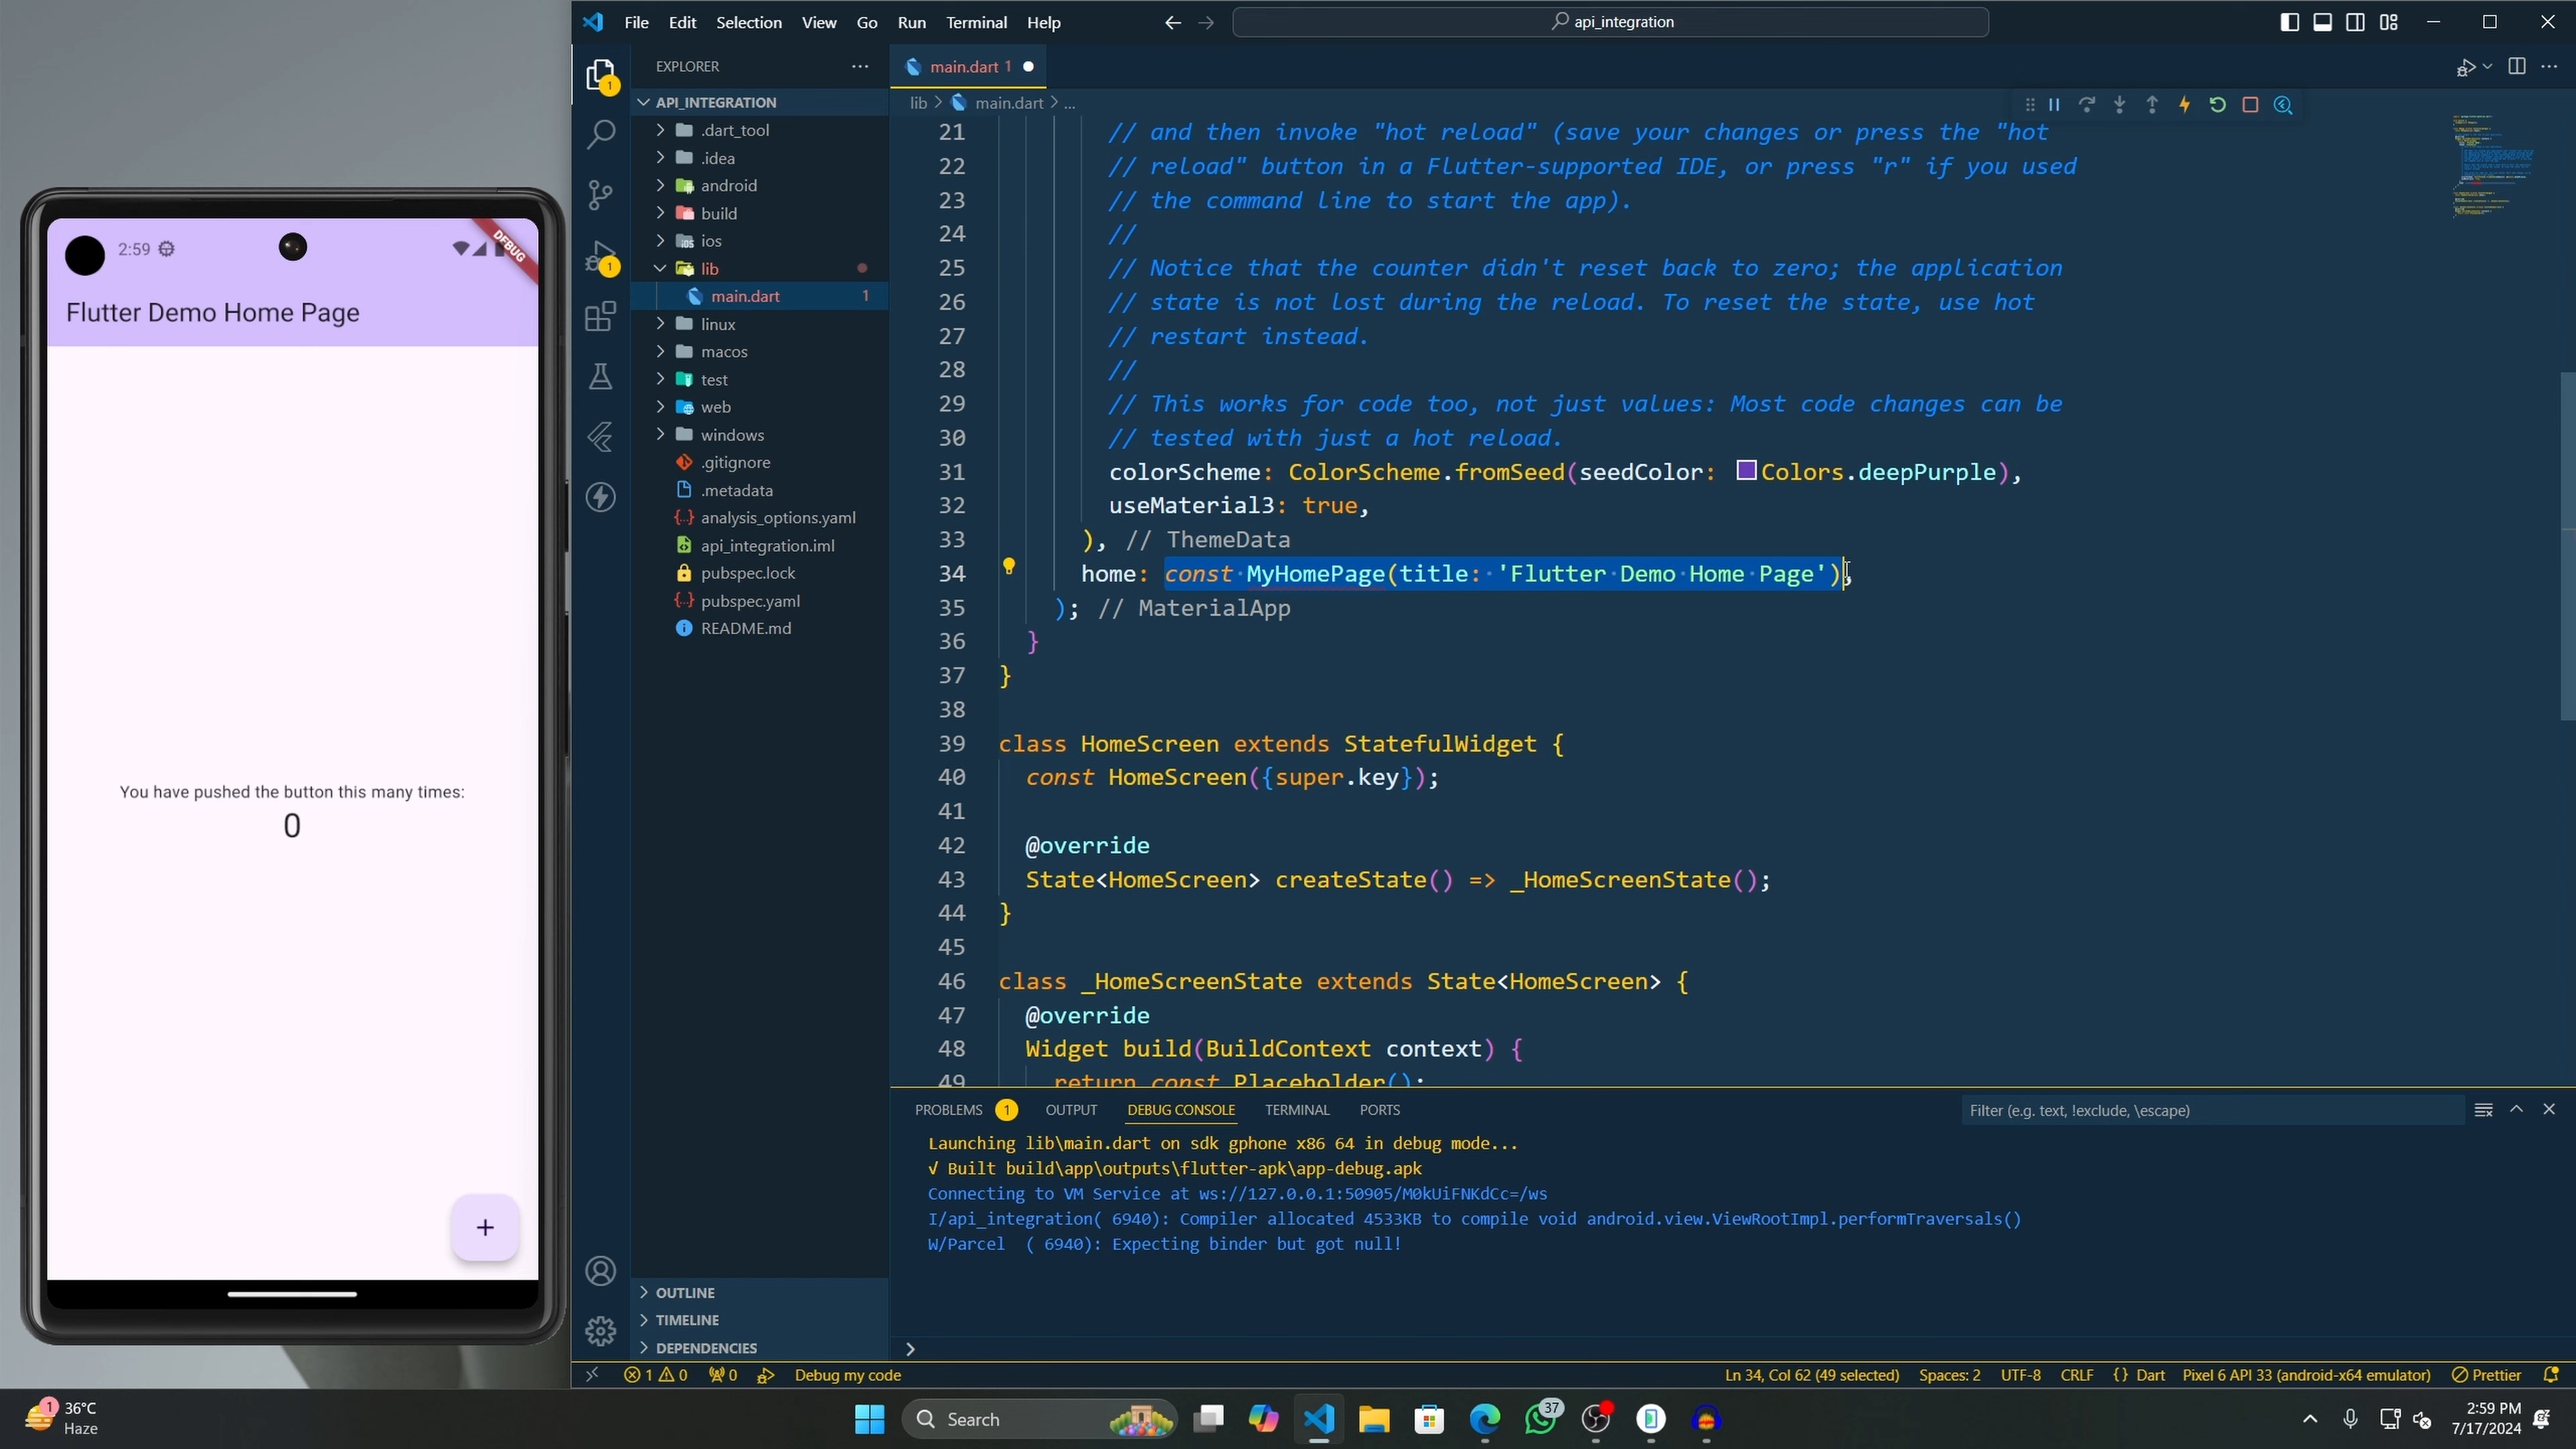 File Edit Selection View Go Run Terminal Help
api_integration
EXPLORER
main.dart 1
API_INTEGRATION
lib > main.dart > ...
.dart_tool
.idea
android
build
ios
lib
main.dart 1
linux
macos
test
web
windows
.gitignore
.metadata
analysis_options.yaml
api_integration.iml
pubspec.lock
pubspec.yaml
README.md
OUTLINE
TIMELINE
DEPENDENCIES
1
1
2:59
DEBUG
Flutter Demo Home Page
You have pushed the button this many times:
0
+
21 // and then invoke "hot reload" (save your changes or press the "hot
22 // reload" button in a Flutter-supported IDE, or press "r" if you used
23 // the command line to start the app).
24 //
25 // Notice that the counter didn't reset back to zero; the application
26 // state is not lost during the reload. To reset the state, use hot
27 // restart instead.
28 //
29 // This works for code too, not just values: Most code changes can be
30 // tested with just a hot reload.
31 colorScheme: ColorScheme.fromSeed(seedColor: Colors.deepPurple),
32 useMaterial3: true,
33 ), // ThemeData
34 home: const MyHomePage(title: 'Flutter Demo Home Page'),
35 ); // MaterialApp
36 }
37 }
38
39 class HomeScreen extends StatefulWidget {
40 const HomeScreen({super.key});
41
42 @override
43 State<HomeScreen> createState() => _HomeScreenState();
44 }
45
46 class _HomeScreenState extends State<HomeScreen> {
47 @override
48 Widget build(BuildContext context) {
49 return const Placeholder();
PROBLEMS 1 OUTPUT DEBUG CONSOLE TERMINAL PORTS
Filter (e.g. text, !exclude, \escape)
Launching lib\main.dart on sdk gphone x86 64 in debug mode...
√ Built build\app\outputs\flutter-apk\app-debug.apk
Connecting to VM Service at ws://127.0.0.1:50905/M0kUiFNKdCc=/ws
I/api_integration( 6940): Compiler allocated 4533KB to compile void android.view.ViewRootImpl.performTraversals()
W/Parcel ( 6940): Expecting binder but got null!
1 0 0 Debug my code
Ln 34, Col 62 (49 selected) Spaces: 2 UTF-8 CRLF {} Dart Pixel 6 API 33 (android-x64 emulator) Prettier
1
36°C
Haze
Search
37
2:59 PM
7/17/2024